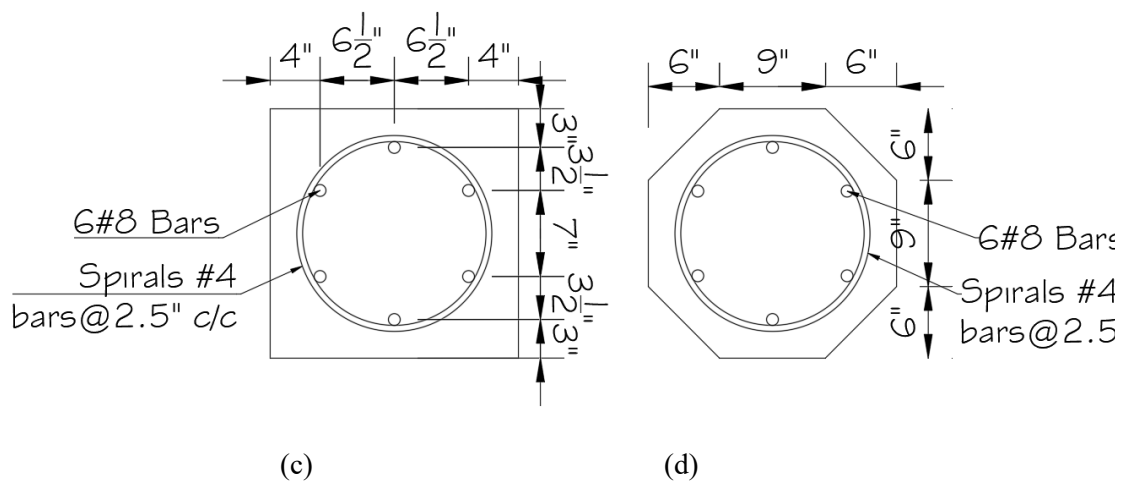 4"
6 1/2"
6 1/2"
4"
3"
3 1/2"
7"
3 1/2"
3"
6#8 Bars
Spirals #4
bars@2.5" c/c
6"
9"
6"
6"
9"
6"
6#8 Bars
Spirals #4
bars@2.5
(c)
(d)